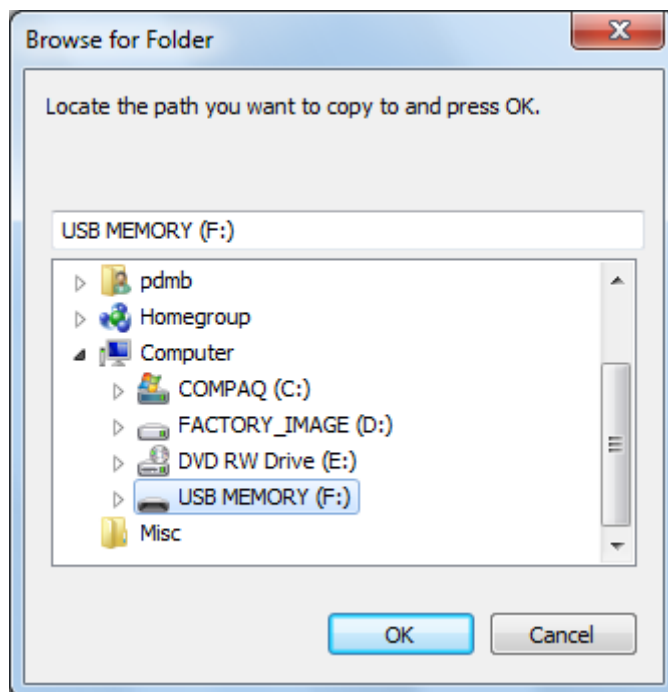 Browse for Folder
Locate the path you want to copy to and press OK.
USB MEMORY (F:)
pdmb
Homegroup
Computer
COMPAQ (C:)
FACTORY_IMAGE (D:)
DVD RW Drive (E:)
USB MEMORY (F:)
Misc
OK Cancel